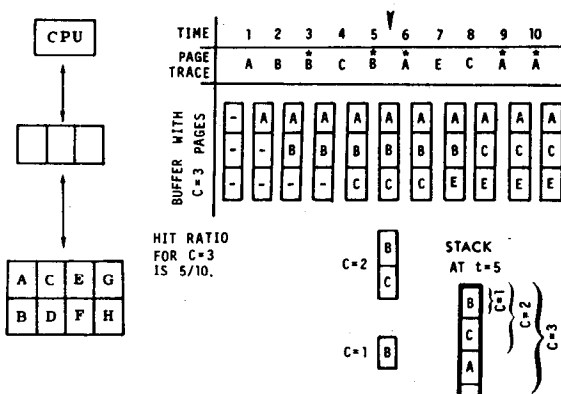 CPU
TIME 1 2 3 4 5 6 7 8 9 10
* * * * *
PAGE TRACE A B B C B A E C A A
BUFFER WITH C=3 PAGES
- A A A A A A A A A A
- - B B B B B B C C C
- - - - C C C E E E E
HIT RATIO
FOR C=3
IS 5/10.
A C E G
B D F H
C=2
B
C
C=1 B
STACK
AT t=5
B
C
A
C=1
C=2
C=3